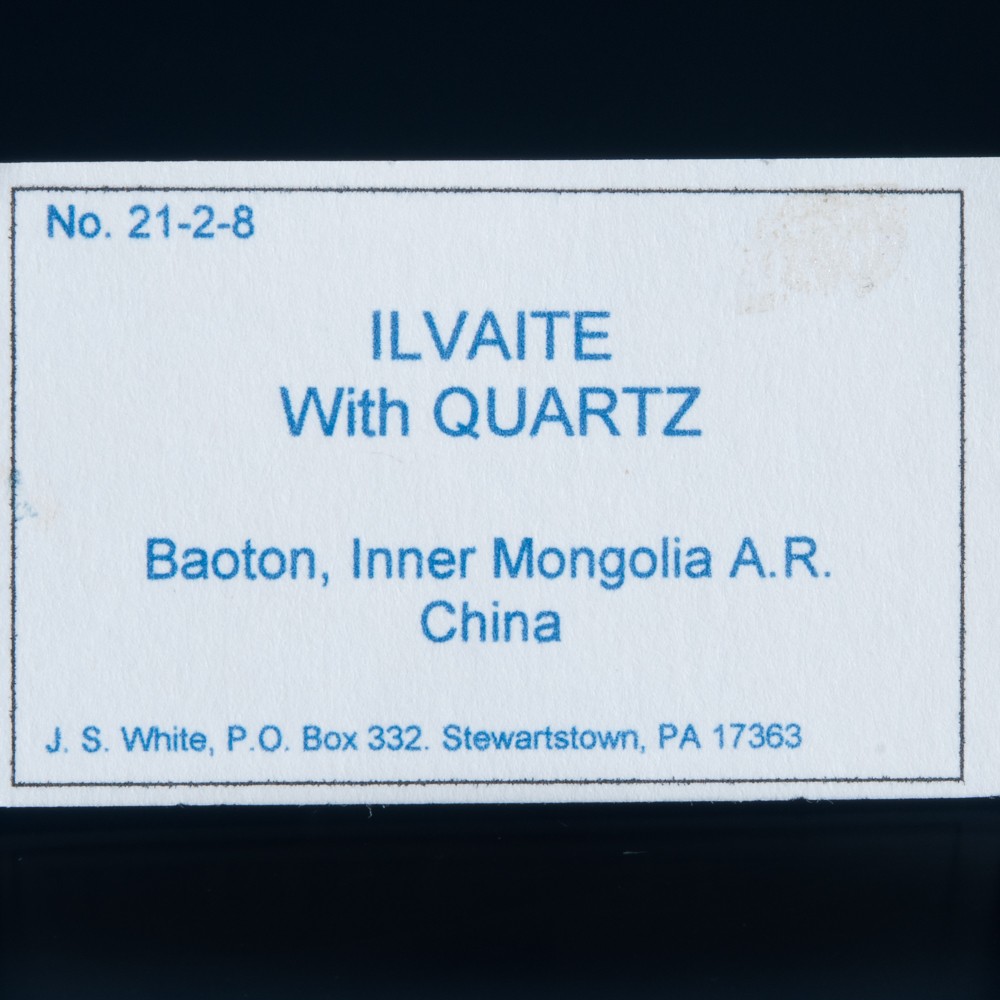 No. 21-2-8
ILVAITE
With QUARTZ
Baoton, Inner Mongolia A.R.
China
J. S. White, P.O. Box 332. Stewartstown, PA 17363